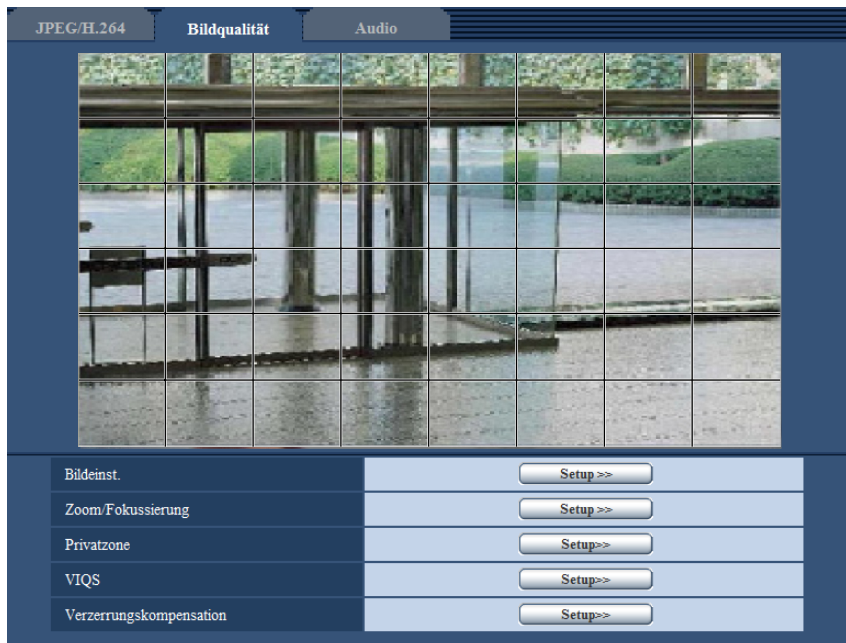 JPEG/H.264 Bildqualität Audio
Bildeinst. Setup >>
Zoom/Fokussierung Setup >>
Privatzone Setup>>
VIQS Setup>>
Verzerrungskompensation Setup>>